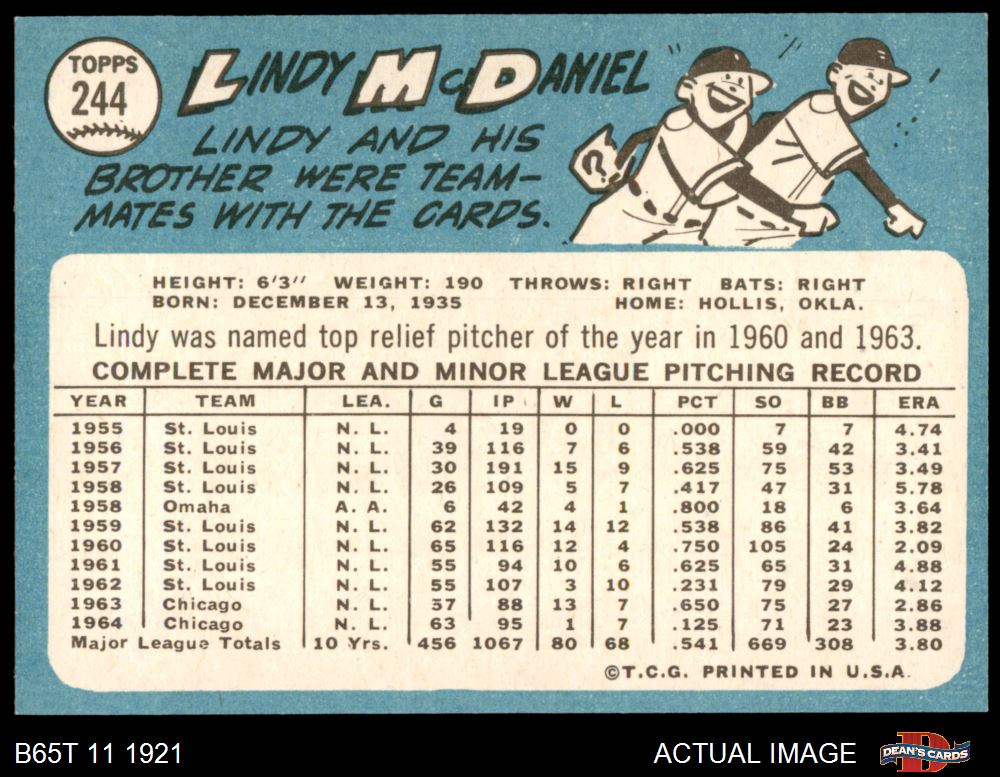 TOPPS
244
LINDY McDANIEL
LINDY AND HIS
BROTHER WERE TEAM-
MATES WITH THE CARDS.
?
HEIGHT: 6'3" WEIGHT: 190 THROWS: RIGHT BATS: RIGHT
BORN: DECEMBER 13, 1935 HOME: HOLLIS, OKLA.
Lindy was named top relief pitcher of the year in 1960 and 1963.
COMPLETE MAJOR AND MINOR LEAGUE PITCHING RECORD
YEAR TEAM LEA. G IP W L PCT SO BB ERA
1955 St. Louis N. L. 4 19 0 0 .000 7 7 4.74
1956 St. Louis N. L. 39 116 7 6 .538 59 42 3.41
1957 St. Louis N. L. 30 191 15 9 .625 75 53 3.49
1958 St. Louis N. L. 26 109 5 7 .417 47 31 5.78
1958 Omaha A. A. 6 42 4 1 .800 18 6 3.64
1959 St. Louis N. L. 62 132 14 12 .538 86 41 3.82
1960 St. Louis N. L. 65 116 12 4 .750 105 24 2.09
1961 St. Louis N. L. 55 94 10 6 .625 65 31 4.88
1962 St. Louis N. L. 55 107 3 10 .231 79 29 4.12
1963 Chicago N. L. 57 88 13 7 .650 75 27 2.86
1964 Chicago N. L. 63 95 1 7 .125 71 23 3.88
Major League Totals 10 Yrs. 456 1067 80 68 .541 669 308 3.80
©T.C.G. PRINTED IN U.S.A.
B65T 11 1921 ACTUAL IMAGE DEAN'S CARDS